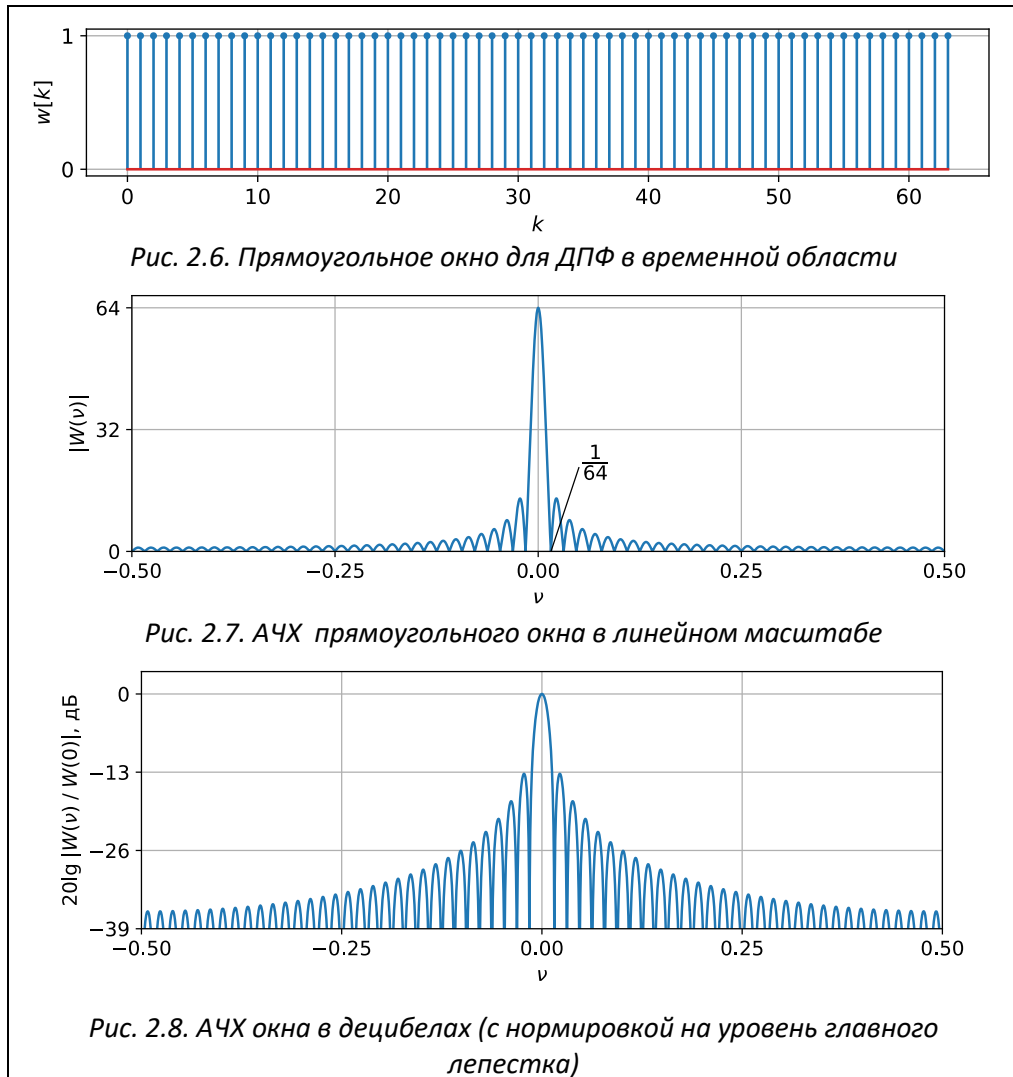 1
w[k]
0
0 10 20 30 40 50 60
k
Рис. 2.6. Прямоугольное окно для ДПФ в временной области
64
|W(ν)|
32
1
64
0
−0.50 −0.25 0.00 0.25 0.50
ν
Рис. 2.7. АЧХ прямоугольного окна в линейном масштабе
20lg |W(ν) / W(0)|, дБ
0
−13
−26
−39
−0.50 −0.25 0.00 0.25 0.50
ν
Рис. 2.8. АЧХ окна в децибелах (с нормировкой на уровень главного
лепестка)